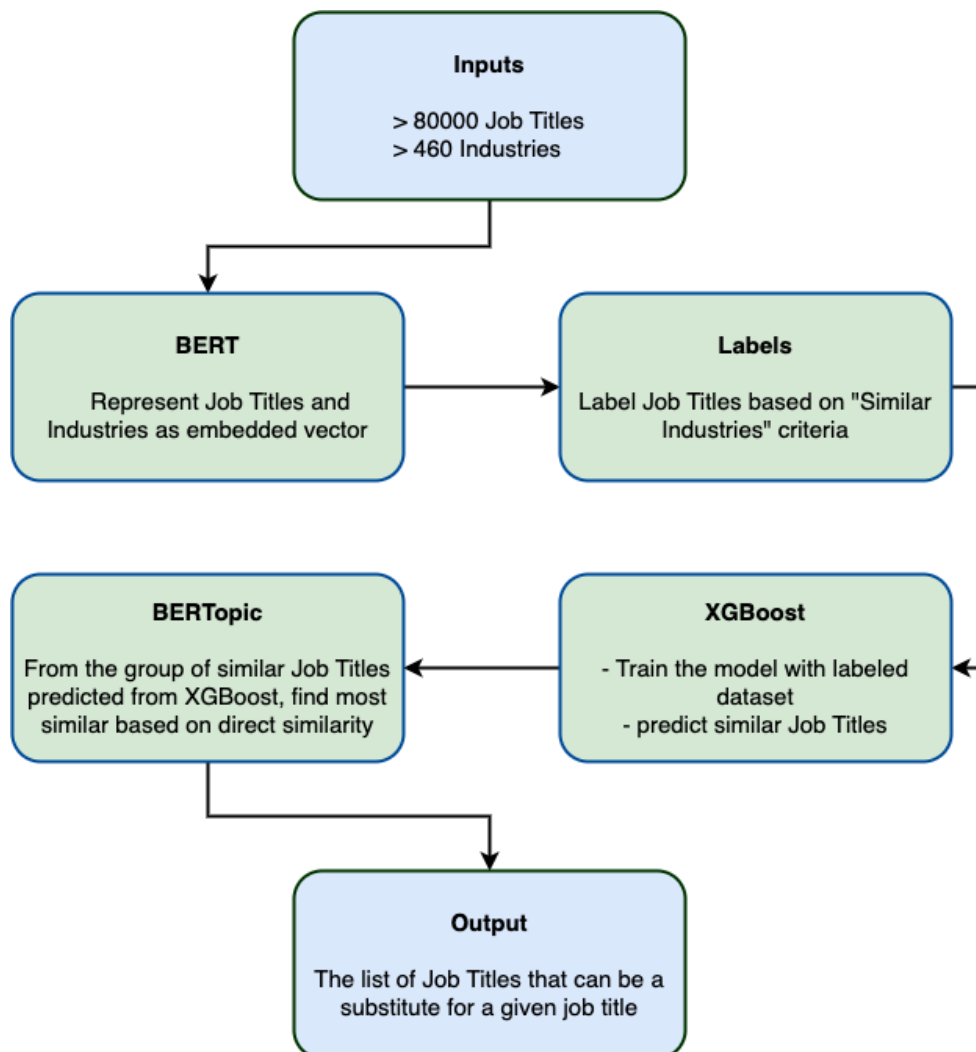 Inputs
> 80000 Job Titles
> 460 Industries
BERT
Represent Job Titles and
Industries as embedded vector
Labels
Label Job Titles based on "Similar
Industries" criteria
XGBoost
- Train the model with labeled
dataset
- predict similar Job Titles
BERTopic
From the group of similar Job Titles
predicted from XGBoost, find most
similar based on direct similarity
Output
The list of Job Titles that can be a
substitute for a given job title